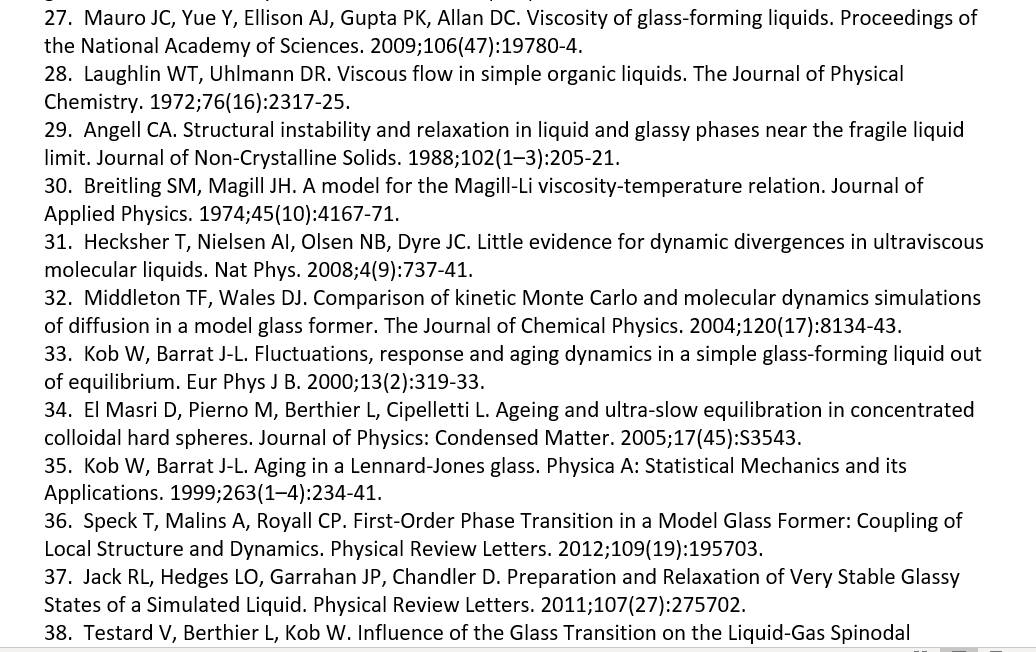 27. Mauro JC, Yue Y, Ellison AJ, Gupta PK, Allan DC. Viscosity of glass-forming liquids. Proceedings of
the National Academy of Sciences. 2009;106(47):19780-4.
28. Laughlin WT, Uhlmann DR. Viscous flow in simple organic liquids. The Journal of Physical
Chemistry. 1972;76(16):2317-25.
29. Angell CA. Structural instability and relaxation in liquid and glassy phases near the fragile liquid
limit. Journal of Non-Crystalline Solids. 1988;102(1–3):205-21.
30. Breitling SM, Magill JH. A model for the Magill-Li viscosity-temperature relation. Journal of
Applied Physics. 1974;45(10):4167-71.
31. Hecksher T, Nielsen AI, Olsen NB, Dyre JC. Little evidence for dynamic divergences in ultraviscous
molecular liquids. Nat Phys. 2008;4(9):737-41.
32. Middleton TF, Wales DJ. Comparison of kinetic Monte Carlo and molecular dynamics simulations
of diffusion in a model glass former. The Journal of Chemical Physics. 2004;120(17):8134-43.
33. Kob W, Barrat J-L. Fluctuations, response and aging dynamics in a simple glass-forming liquid out
of equilibrium. Eur Phys J B. 2000;13(2):319-33.
34. El Masri D, Pierno M, Berthier L, Cipelletti L. Ageing and ultra-slow equilibration in concentrated
colloidal hard spheres. Journal of Physics: Condensed Matter. 2005;17(45):S3543.
35. Kob W, Barrat J-L. Aging in a Lennard-Jones glass. Physica A: Statistical Mechanics and its
Applications. 1999;263(1–4):234-41.
36. Speck T, Malins A, Royall CP. First-Order Phase Transition in a Model Glass Former: Coupling of
Local Structure and Dynamics. Physical Review Letters. 2012;109(19):195703.
37. Jack RL, Hedges LO, Garrahan JP, Chandler D. Preparation and Relaxation of Very Stable Glassy
States of a Simulated Liquid. Physical Review Letters. 2011;107(27):275702.
38. Testard V, Berthier L, Kob W. Influence of the Glass Transition on the Liquid-Gas Spinodal